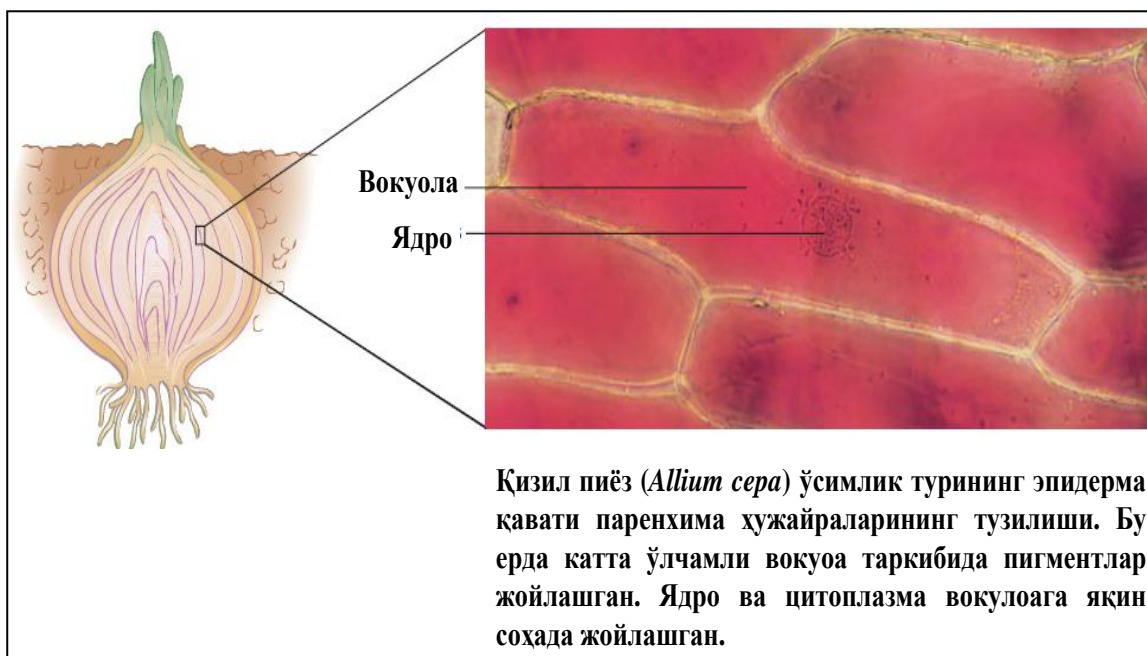 Вокуола
Ядро
Қизил пиёз (Allium cepa) ўсимлик турининг эпидерма
қавати паренхима ҳужайраларининг тузилиши. Бу
ерда катта ўлчамли вокуоа таркибида пигментлар
жойлашган. Ядро ва цитоплазма вокулоага яқин
соҳада жойлашган.